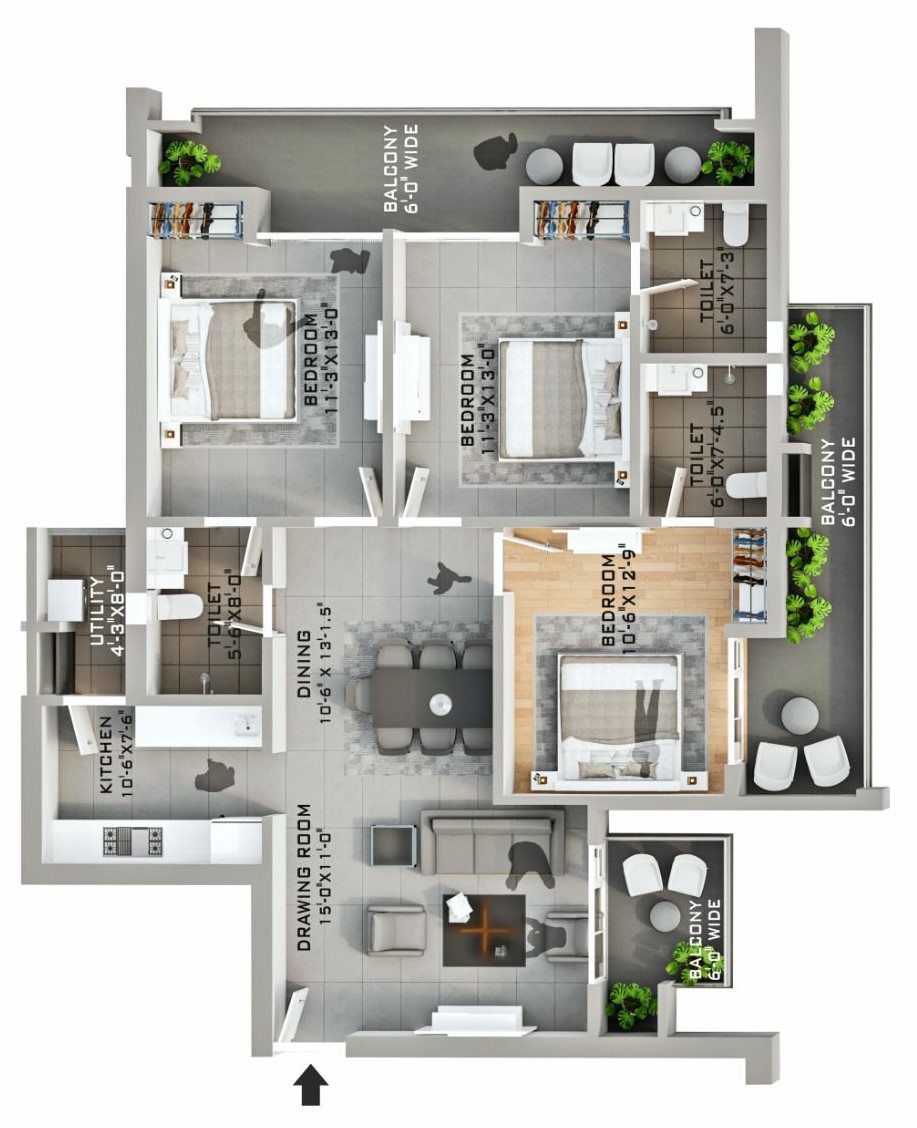 BALCONY
6'-0" WIDE
BEDROOM
11'-3"X13'-0"
BEDROOM
11'-3"X13'-0"
TOILET
6'-0"X7'-3"
TOILET
6'-0"X7'-4.5"
BALCONY
6'-0" WIDE
UTILITY
4'-3"X8'-0"
TOILET
5'-6"X8'-0"
DINING
10'-6" X 13'-1.5"
BEDROOM
10'-6"X12'-9"
KITCHEN
10'-6"X7'-6"
DRAWING ROOM
15'-0"X11'-0"
BALCONY
6'-0" WIDE